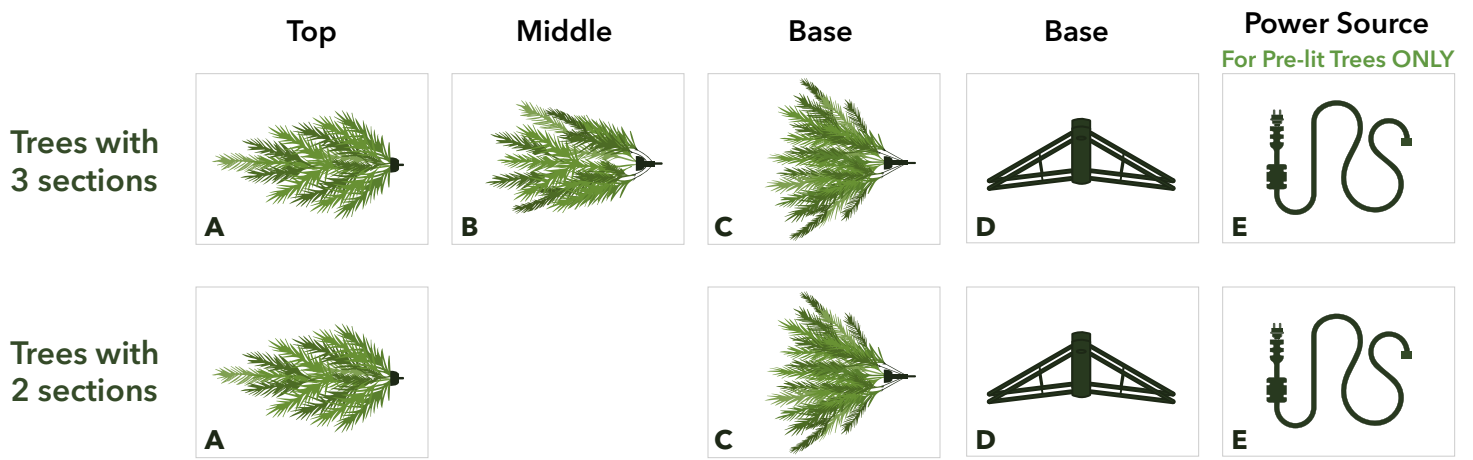 Top
Middle
Base
Base
Power Source
For Pre-lit Trees ONLY
Trees with
3 sections
A
B
C
D
E
Trees with
2 sections
A
C
D
E